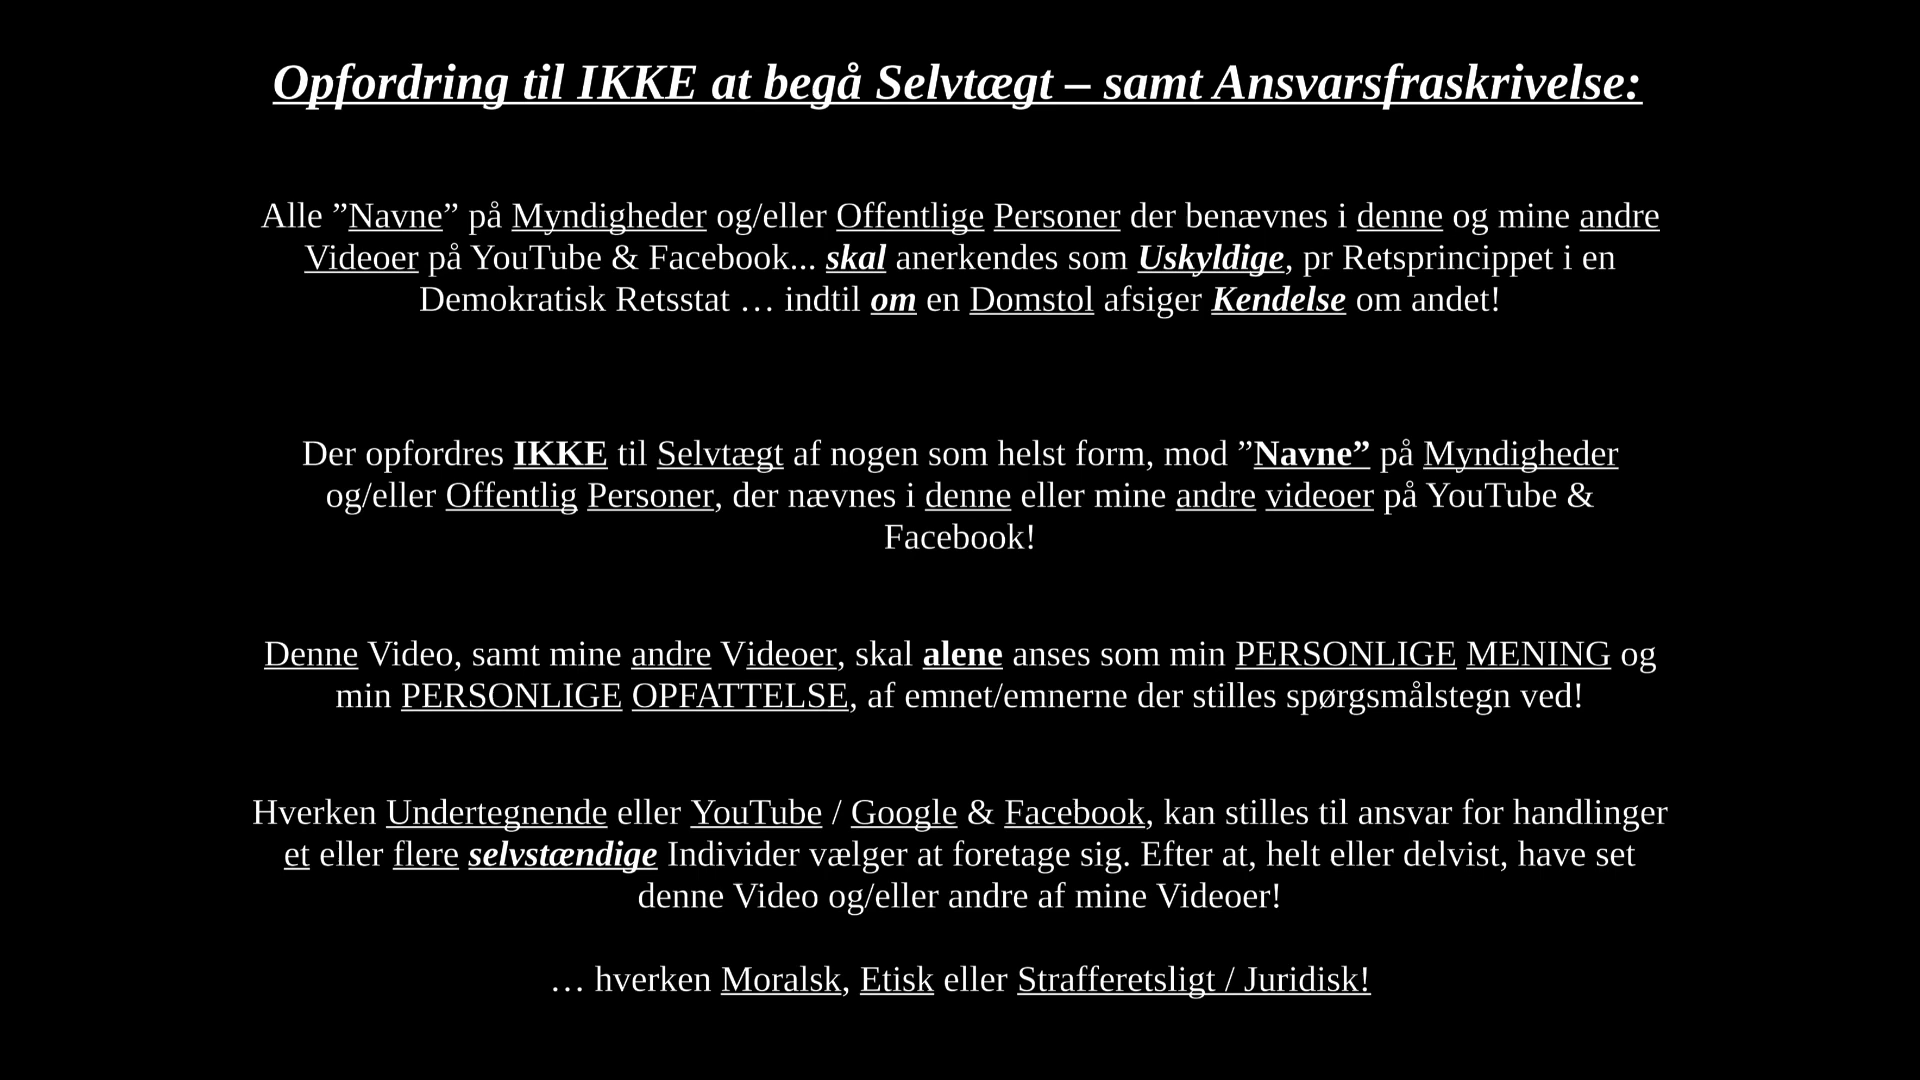 Opfordring til IKKE at begå Selvtægt – samt Ansvarsfraskrivelse:
Alle ”Navne” på Myndigheder og/eller Offentlige Personer der benævnes i denne og mine andre
Videoer på YouTube & Facebook... skal anerkendes som Uskyldige, pr Retsprincippet i en
Demokratisk Retsstat … indtil om en Domstol afsiger Kendelse om andet!
Der opfordres IKKE til Selvtægt af nogen som helst form, mod ”Navne” på Myndigheder
og/eller Offentlig Personer, der nævnes i denne eller mine andre videoer på YouTube &
Facebook!
Denne Video, samt mine andre Videoer, skal alene anses som min PERSONLIGE MENING og
min PERSONLIGE OPFATTELSE, af emnet/emnerne der stilles spørgsmålstegn ved!
Hverken Undertegnende eller YouTube / Google & Facebook, kan stilles til ansvar for handlinger
et eller flere selvstændige Individer vælger at foretage sig. Efter at, helt eller delvist, have set
denne Video og/eller andre af mine Videoer!
… hverken Moralsk, Etisk eller Strafferetsligt / Juridisk!